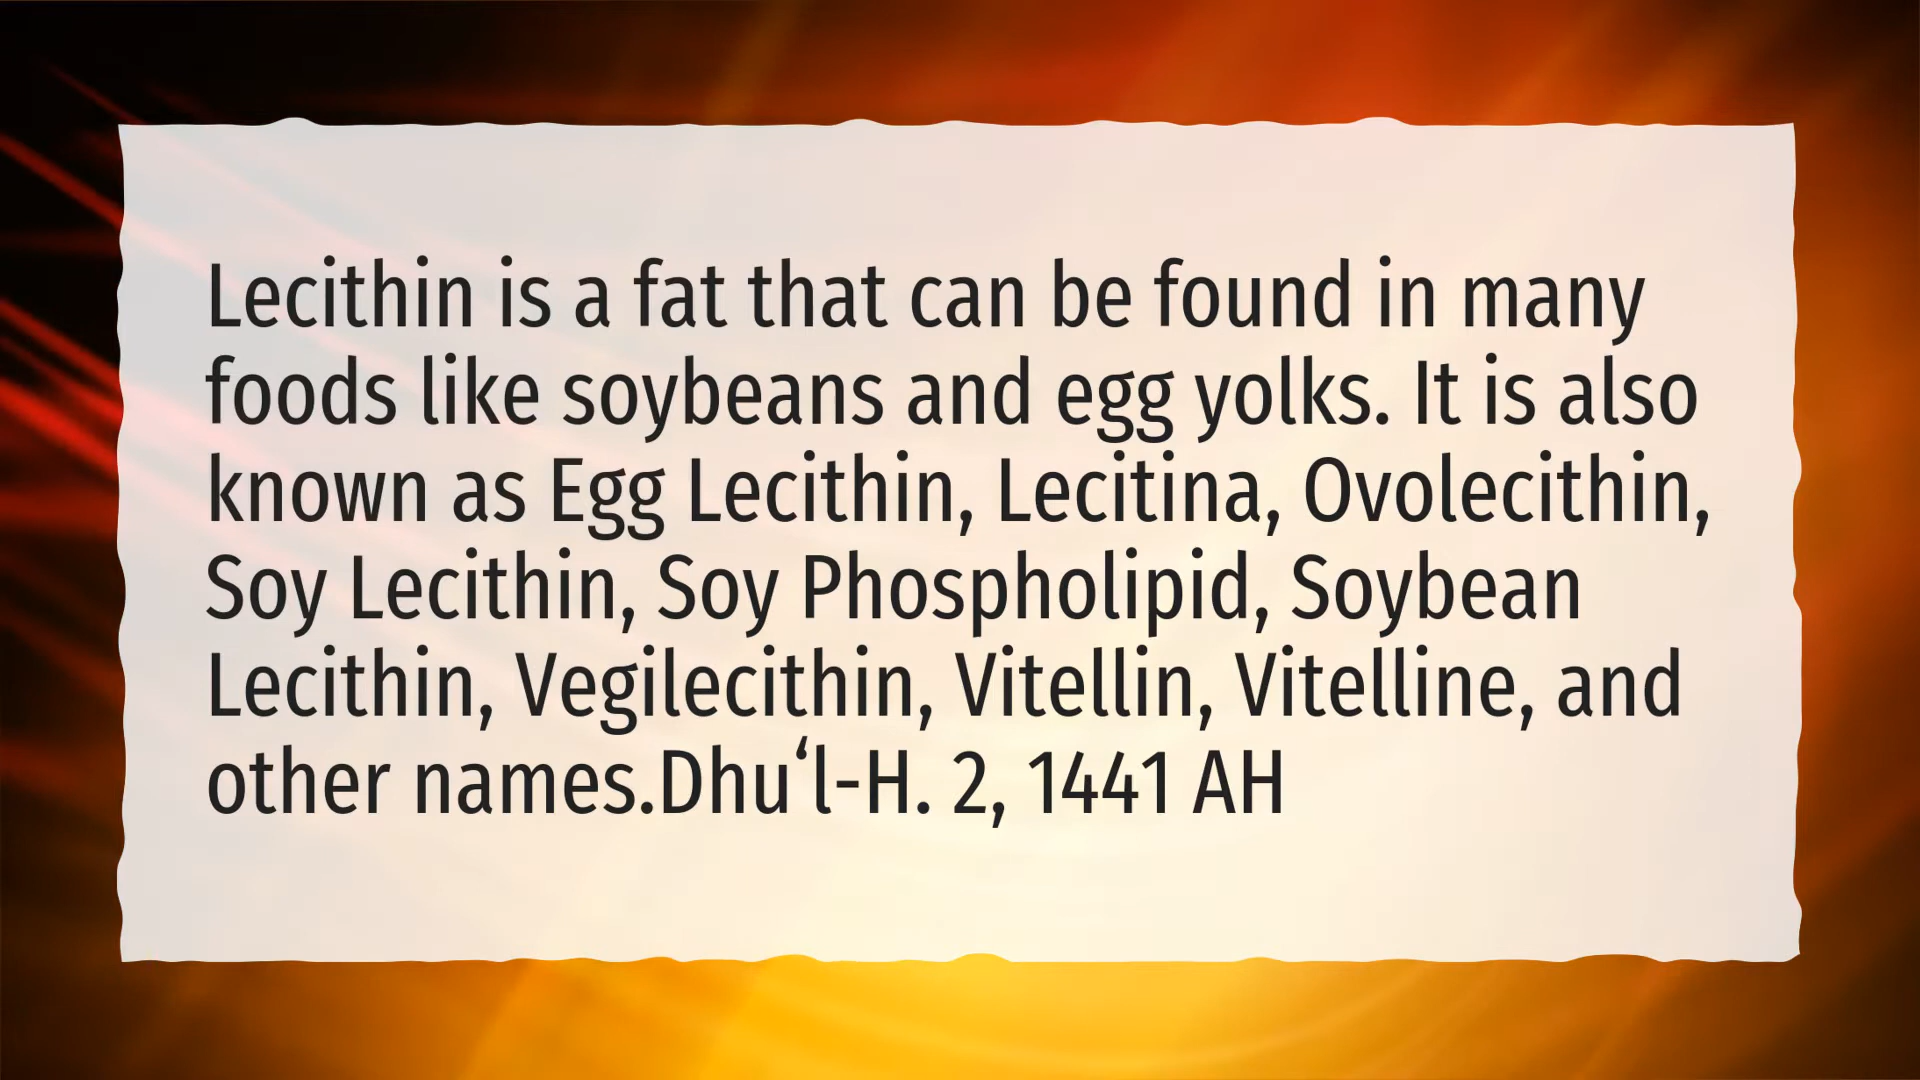 Lecithin is a fat that can be found in many
foods like soybeans and egg yolks. It is also
known as Egg Lecithin, Lecitina, Ovolecithin,
Soy Lecithin, Soy Phospholipid, Soybean
Lecithin, Vegilecithin, Vitellin, Vitelline, and
other names.Dhuʻl-H. 2, 1441 AH